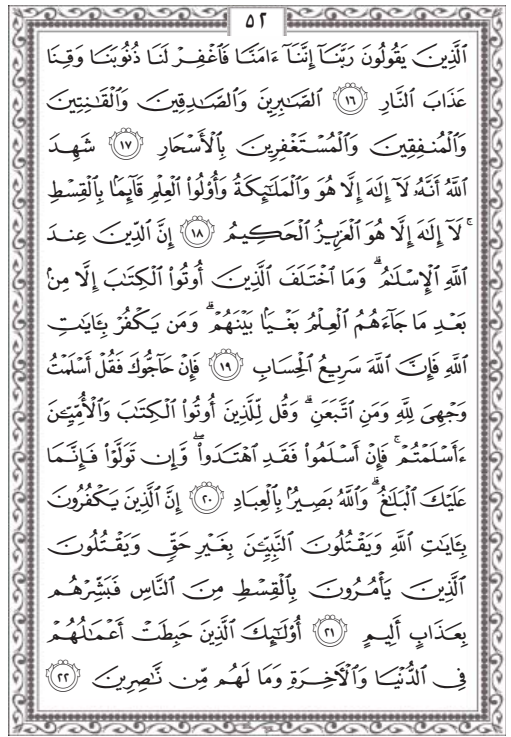 ٥٢
ٱلَّذِينَ يَقُولُونَ رَبَّنَآ إِنَّنَآ ءَامَنَّا فَٱغْفِرْ لَنَا ذُنُوبَنَا وَقِنَا
عَذَابَ ٱلنَّارِ ١٦ ٱلصَّٰبِرِينَ وَٱلصَّٰدِقِينَ وَٱلْقَٰنِتِينَ
وَٱلْمُنفِقِينَ وَٱلْمُسْتَغْفِرِينَ بِٱلْأَسْحَارِ ١٧ شَهِدَ
ٱللَّهُ أَنَّهُۥ لَآ إِلَٰهَ إِلَّا هُوَ وَٱلْمَلَٰٓئِكَةُ وَأُو۟لُوا۟ ٱلْعِلْمِ قَآئِمًۢا بِٱلْقِسْطِ
ۚ لَآ إِلَٰهَ إِلَّا هُوَ ٱلْعَزِيزُ ٱلْحَكِيمُ ١٨ إِنَّ ٱلدِّينَ عِندَ
ٱللَّهِ ٱلْإِسْلَٰمُ ۗ وَمَا ٱخْتَلَفَ ٱلَّذِينَ أُوتُوا۟ ٱلْكِتَٰبَ إِلَّا مِنۢ
بَعْدِ مَا جَآءَهُمُ ٱلْعِلْمُ بَغْيًۢا بَيْنَهُمْ ۗ وَمَن يَكْفُرْ بِـَٔايَٰتِ
ٱللَّهِ فَإِنَّ ٱللَّهَ سَرِيعُ ٱلْحِسَابِ ١٩ فَإِنْ حَآجُّوكَ فَقُلْ أَسْلَمْتُ
وَجْهِىَ لِلَّهِ وَمَنِ ٱتَّبَعَنِ ۗ وَقُل لِّلَّذِينَ أُوتُوا۟ ٱلْكِتَٰبَ وَٱلْأُمِّيِّـۧنَ
ءَأَسْلَمْتُمْ ۚ فَإِنْ أَسْلَمُوا۟ فَقَدِ ٱهْتَدَوا۟ ۖ وَّإِن تَوَلَّوْا۟ فَإِنَّمَا
عَلَيْكَ ٱلْبَلَٰغُ ۗ وَٱللَّهُ بَصِيرٌۢ بِٱلْعِبَادِ ٢٠ إِنَّ ٱلَّذِينَ يَكْفُرُونَ
بِـَٔايَٰتِ ٱللَّهِ وَيَقْتُلُونَ ٱلنَّبِيِّـۧنَ بِغَيْرِ حَقٍّ وَيَقْتُلُونَ
ٱلَّذِينَ يَأْمُرُونَ بِٱلْقِسْطِ مِنَ ٱلنَّاسِ فَبَشِّرْهُم
بِعَذَابٍ أَلِيمٍ ٢١ أُو۟لَٰٓئِكَ ٱلَّذِينَ حَبِطَتْ أَعْمَٰلُهُمْ
فِى ٱلدُّنْيَا وَٱلْءَاخِرَةِ وَمَا لَهُم مِّن نَّٰصِرِينَ ٢٢